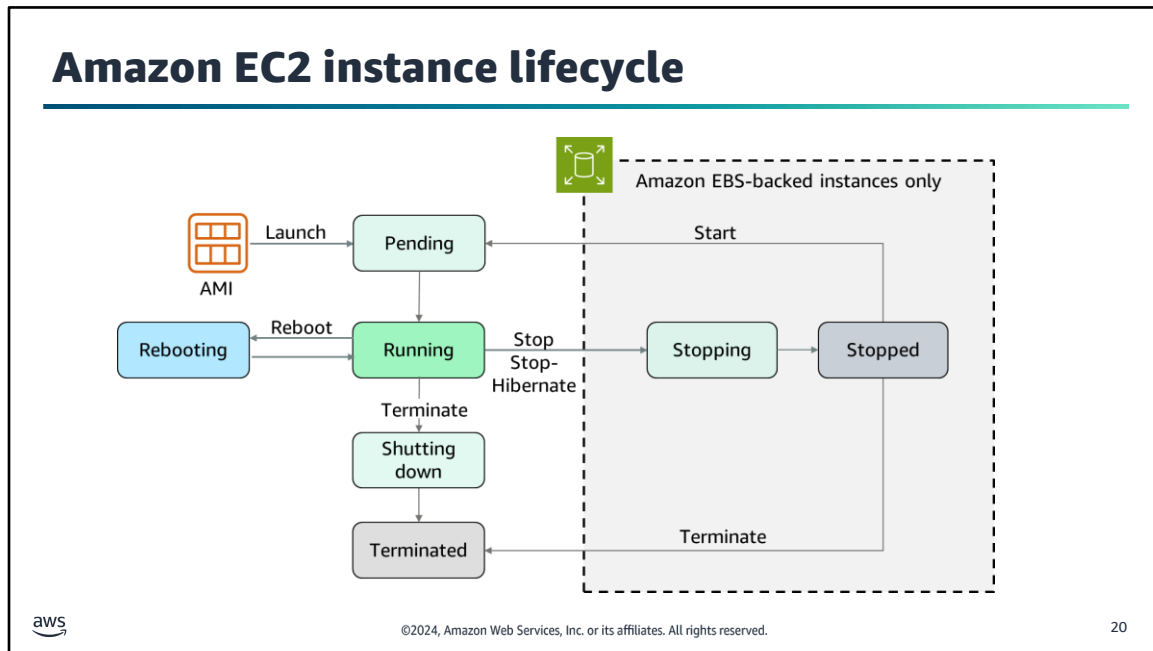 Amazon EC2 instance lifecycle
Amazon EBS-backed instances only
Launch
Pending
Start
AMI
Rebooting
Reboot
Running
Stop
Stop-
Hibernate
Stopping
Stopped
Terminate
Shutting
down
Terminated
Terminate
aws
©2024, Amazon Web Services, Inc. or its affiliates. All rights reserved.
20